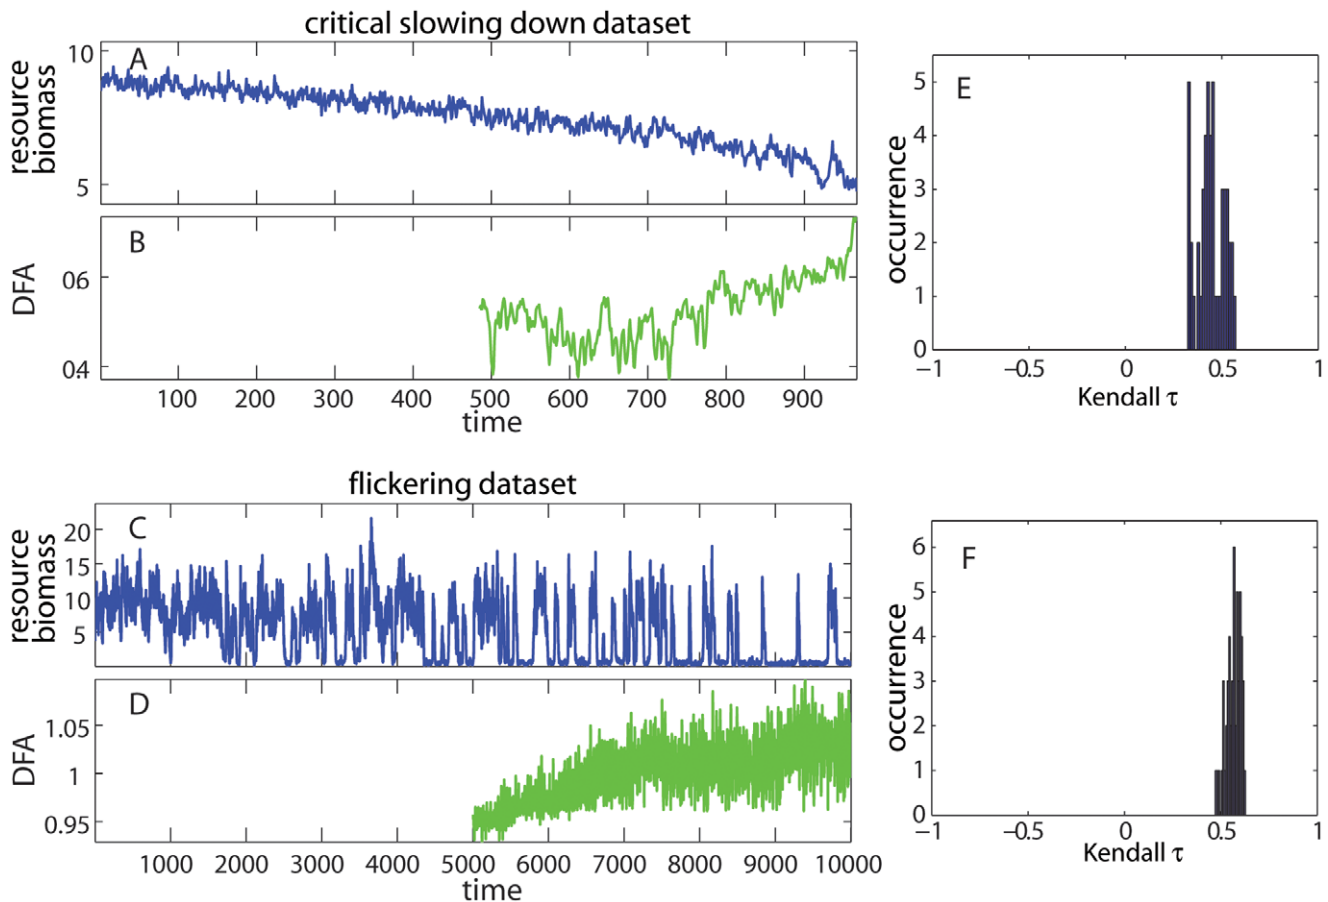 critical slowing down dataset
A
10
5
resource
biomass
B
06
04
DFA
100 200 300 400 500 600 700 800 900
time
E
5
4
3
2
1
0
occurrence
−1 −0.5 0 0.5 1
Kendall τ
flickering dataset
C
20
15
10
5
resource
biomass
D
1.05
1
0.95
DFA
1000 2000 3000 4000 5000 6000 7000 8000 9000 10000
time
F
6
5
4
3
2
1
0
occurrence
−1 −0.5 0 0.5 1
Kendall τ